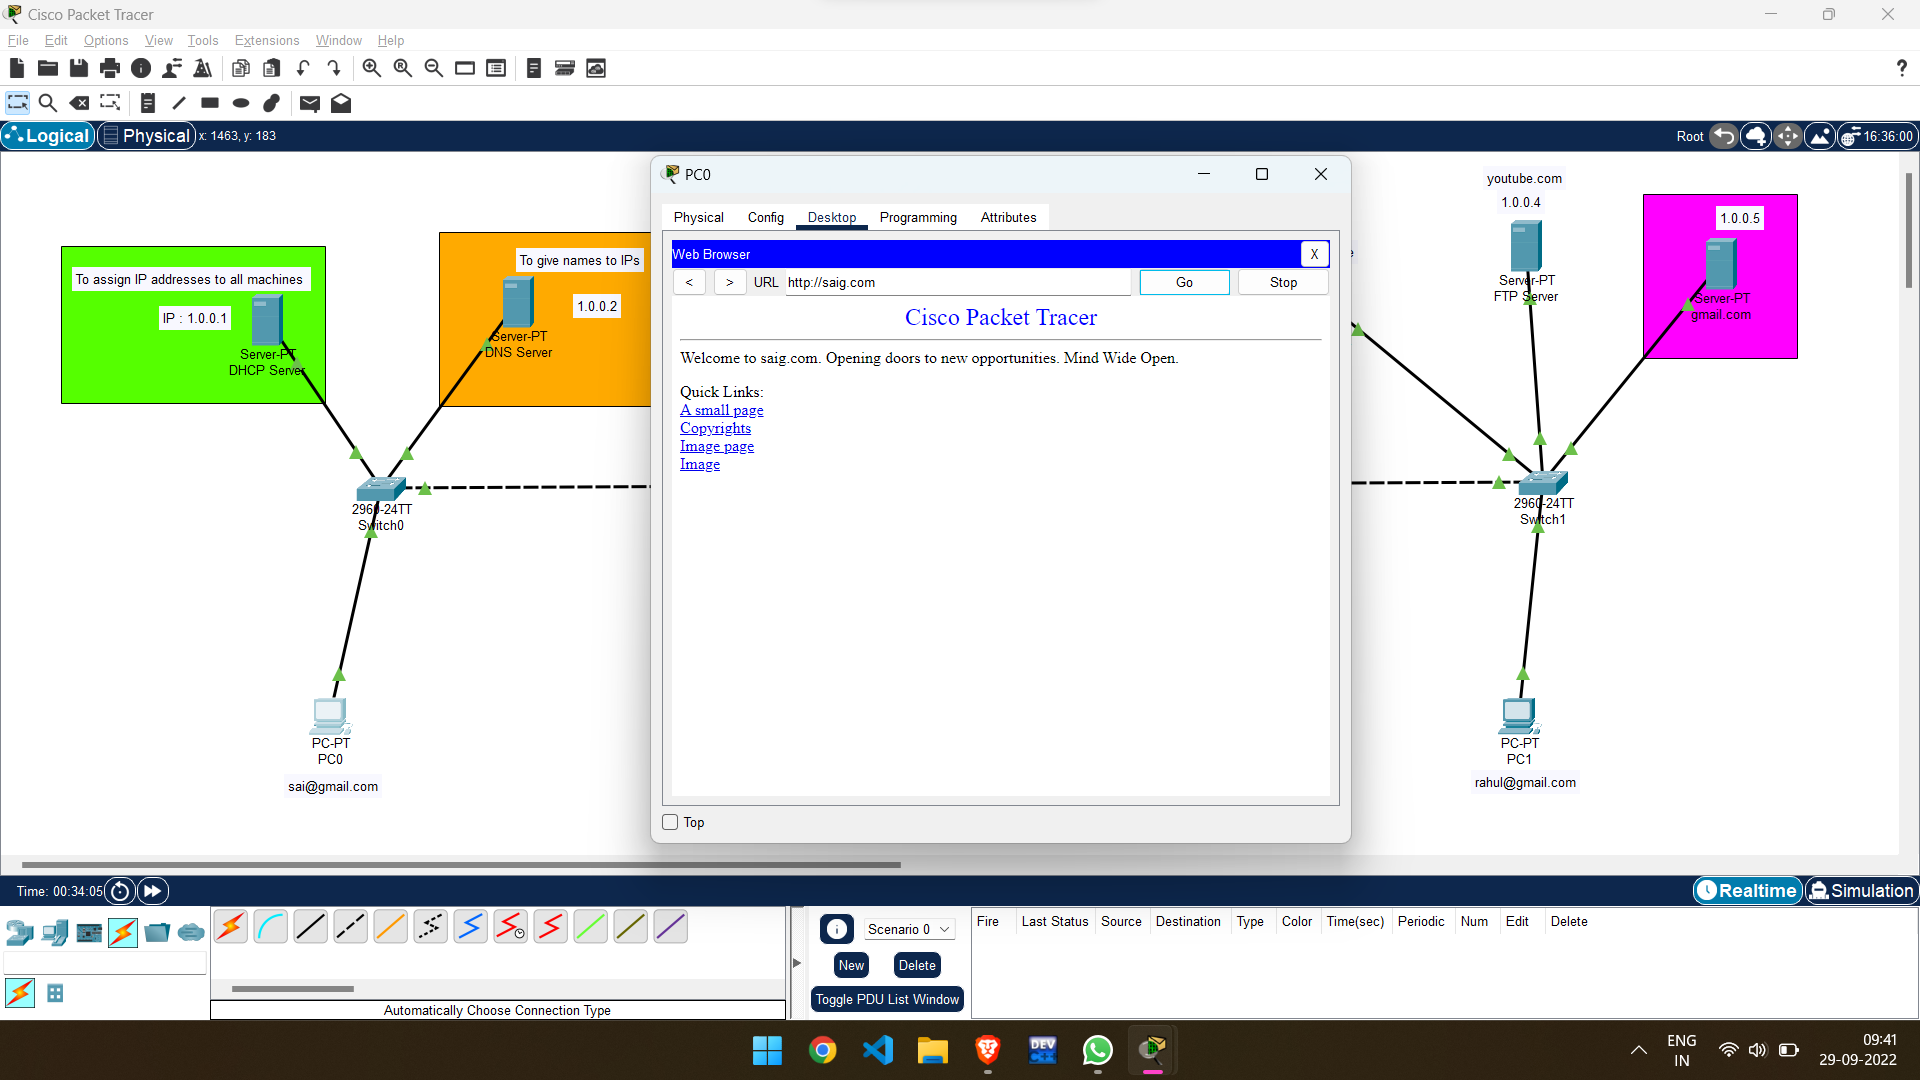 Cisco Packet Tracer
File Edit Options View Tools Extensions Window Help
?
Logical Physical x: 1463, y: 183 Root 16:36:00
To assign IP addresses to all machines
IP : 1.0.0.1
Server-PT
DHCP Server
To give names to IPs
1.0.0.2
Server-PT
DNS Server
2960-24TT
Switch0
PC-PT
PC0
sai@gmail.com
PC0
Physical Config Desktop Programming Attributes
Web Browser X
< > URL http://saig.com Go Stop
Cisco Packet Tracer
Welcome to saig.com. Opening doors to new opportunities. Mind Wide Open.
Quick Links:
A small page
Copyrights
Image page
Image
Top
youtube.com
1.0.0.4
Server-PT
FTP Server
1.0.0.5
Server-PT
gmail.com
2960-24TT
Switch1
PC-PT
PC1
rahul@gmail.com
Time: 00:34:05 Realtime Simulation
Automatically Choose Connection Type
Scenario 0
New Delete
Toggle PDU List Window
Fire Last Status Source Destination Type Color Time(sec) Periodic Num Edit Delete
DEV
ENG
IN
09:41
29-09-2022